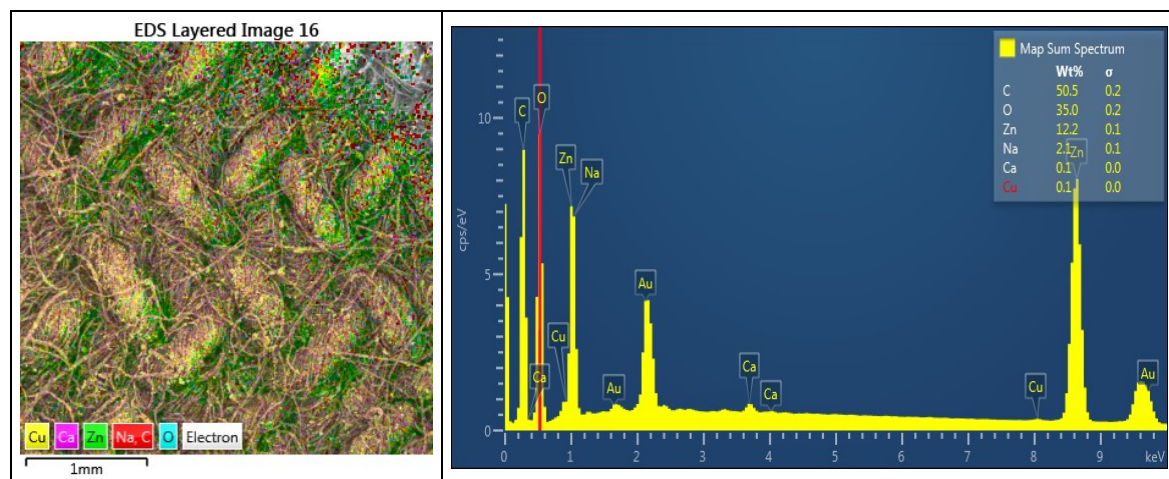 EDS Layered Image 16
Cu Ca Zn Na, C O Electron
1mm
Map Sum Spectrum
Wt% σ
C 50.5 0.2
O 35.0 0.2
Zn 12.2 0.1
Na 2.1 0.1
Ca 0.1 0.0
Cu 0.1 0.0
cps/eV
10
5
0
C
O
Ca
Cu
Zn
Na
Au
Au
Ca
Ca
Cu
Zn
Au
0 1 2 3 4 5 6 7 8 9 keV